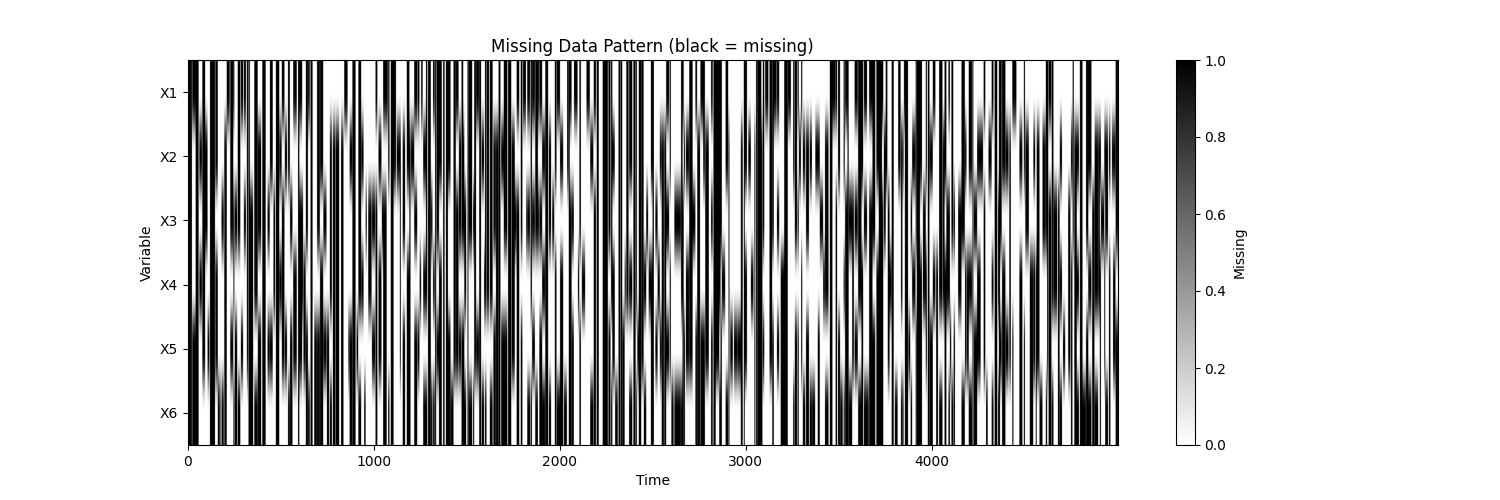 Missing Data Pattern (black = missing)
X1
X2
X3
X4
X5
X6
Variable
0
1000
2000
3000
4000
Time
1.0
0.8
0.6
0.4
0.2
0.0
Missing